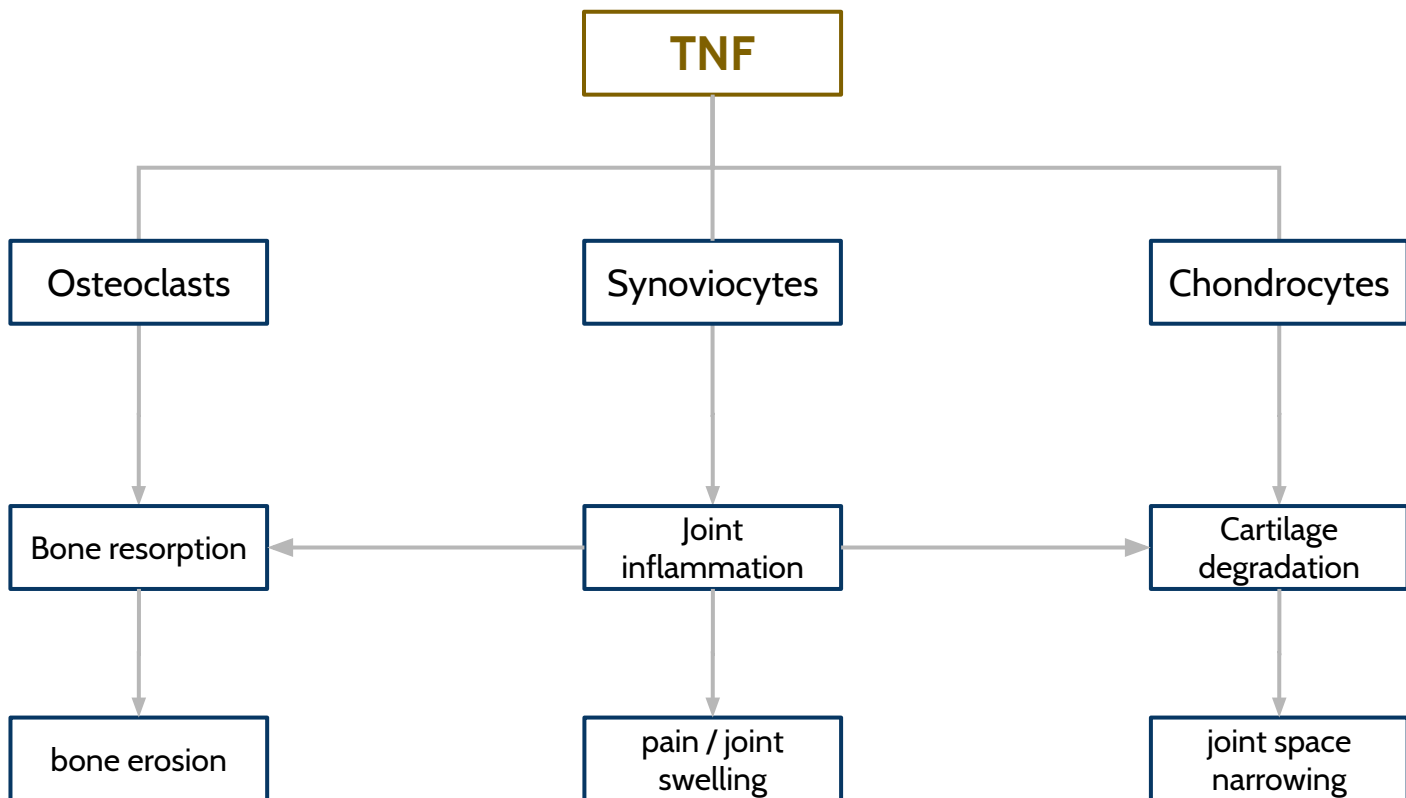 TNF
Osteoclasts
Synoviocytes
Chondrocytes
Bone resorption
Joint
inflammation
Cartilage
degradation
bone erosion
pain / joint
swelling
joint space
narrowing